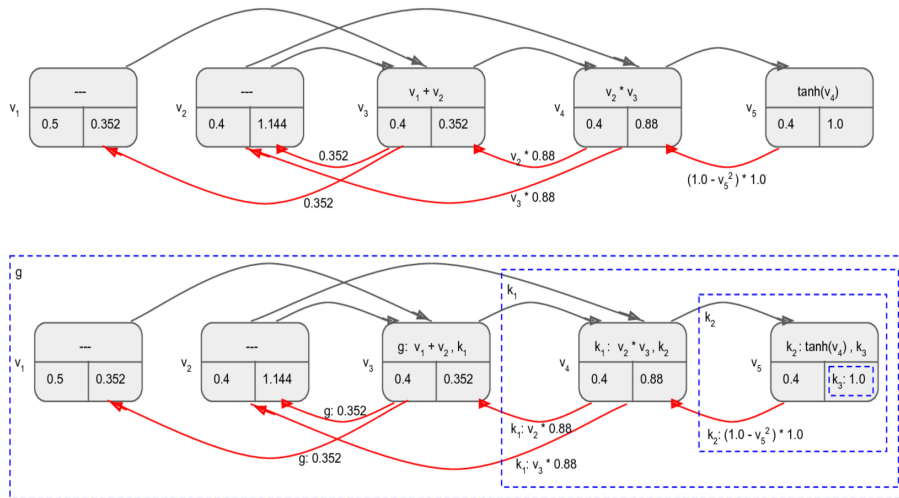 --- --- v₁ + v₂ v₂ * v₃ tanh(v₄)
v₁ v₂ v₃ v₄ v₅
0.5 0.352 0.4 1.144 0.4 0.352 0.4 0.88 0.4 1.0
0.352 v₂ * 0.88
(1.0 - v₅²) * 1.0
0.352 v₃ * 0.88
g
k₁
k₂
--- --- g: v₁ + v₂ , k₁ k₁: v₂ * v₃ , k₂ k₂: tanh(v₄) , k₃
v₁ v₂ v₃ v₄ v₅
0.5 0.352 0.4 1.144 0.4 0.352 0.4 0.88 0.4 k₃: 1.0
g: 0.352 k₁: v₂ * 0.88 k₂: (1.0 - v₅²) * 1.0
g: 0.352 k₁: v₃ * 0.88